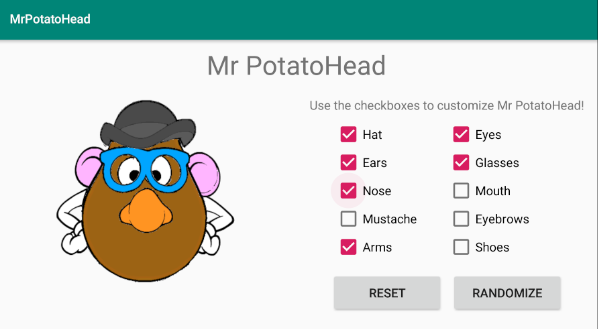 MrPotatoHead
Mr PotatoHead
Use the checkboxes to customize Mr PotatoHead!
Hat Eyes
Ears Glasses
Nose Mouth
Mustache Eyebrows
Arms Shoes
RESET RANDOMIZE